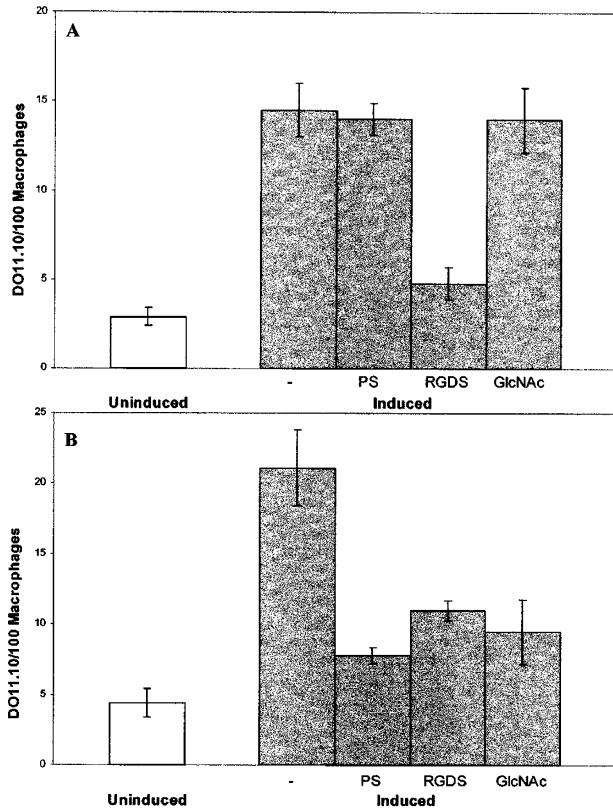 A
20
15
10
5
0
DO11.10/100 Macrophages
- PS RGDS GlcNAc
Uninduced Induced
B
25
20
15
10
5
0
DO11.10/100 Macrophages
- PS RGDS GlcNAc
Uninduced Induced